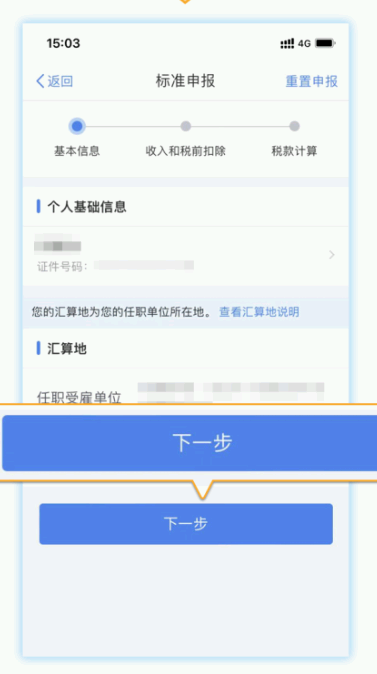 15:03
4G
返回
标准申报
重置申报
基本信息
收入和税前扣除
税款计算
个人基础信息
证件号码:
您的汇算地为您的任职单位所在地。 查看汇算地说明
汇算地
任职受雇单位
下一步
下一步